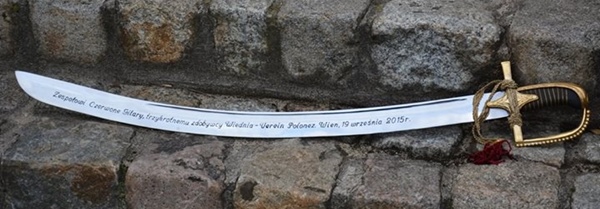 Zespołowi Czerwone Gitary, trzykrotnemu zdobywcy Wiednia - Verein Polonez, Wien, 19 września 2015r.